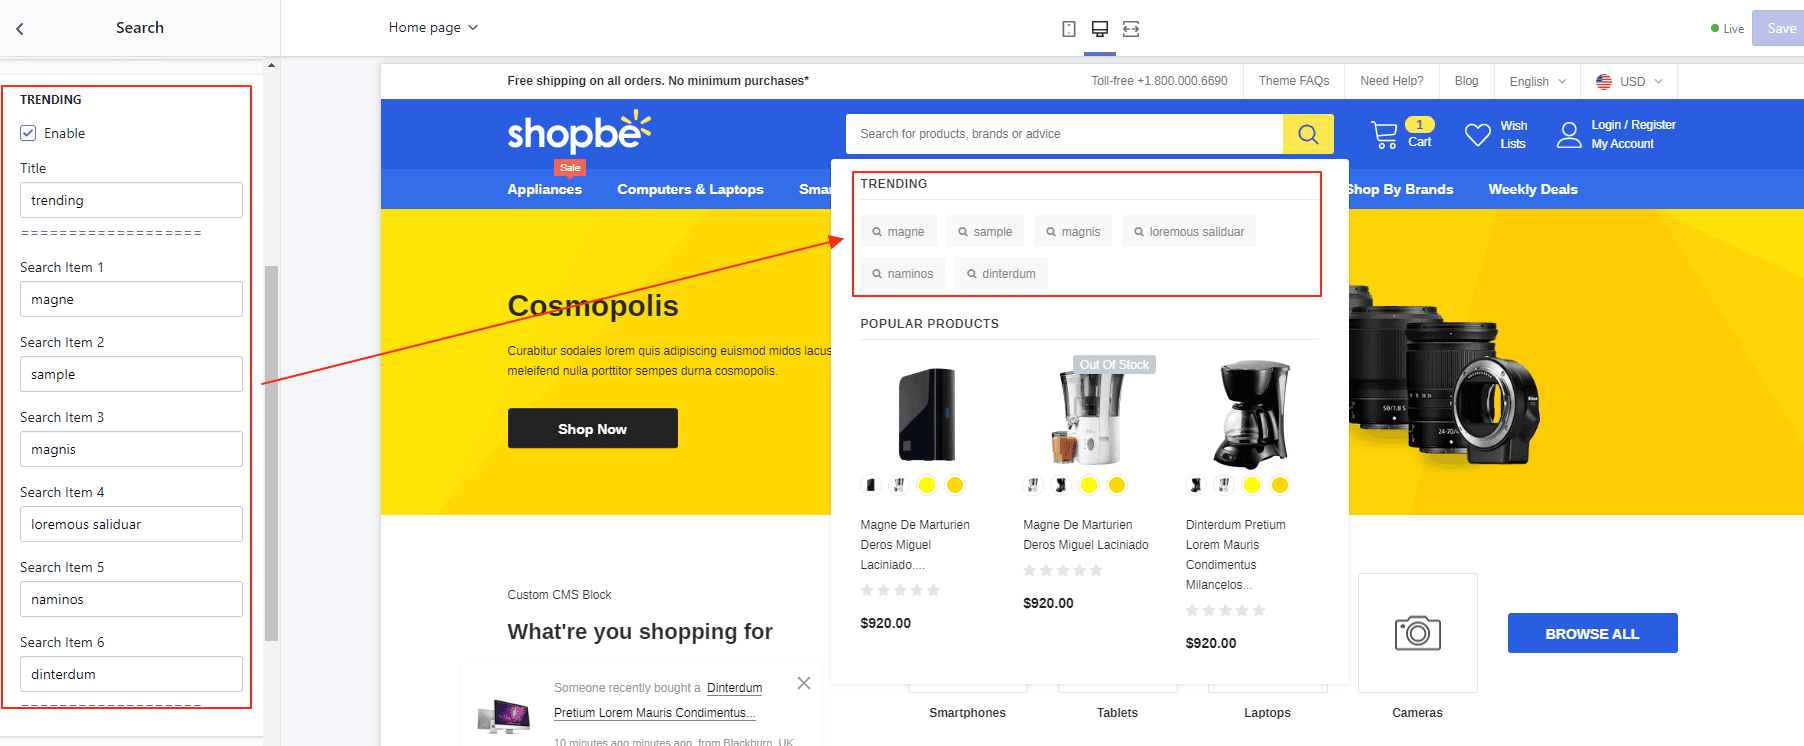 Search
Home page
Live
Save
TRENDING
Enable
Title
trending
===================
Search Item 1
magne
Search Item 2
sample
Search Item 3
magnis
Search Item 4
loremous saliduar
Search Item 5
naminos
Search Item 6
dinterdum
===================
Free shipping on all orders. No minimum purchases*
Toll-free +1.800.000.6690
Theme FAQs
Need Help?
Blog
English
USD
shopbe
Search for products, brands or advice
1
Cart
Wish
Lists
Login / Register
My Account
Sale
Appliances
Computers & Laptops
Smar
Shop By Brands
Weekly Deals
TRENDING
magne
sample
magnis
loremous saliduar
naminos
dinterdum
Cosmopolis
Curabitur sodales lorem quis adipiscing euismod midos lacus
meleifend nulla porttitor sempes durna cosmopolis.
Shop Now
POPULAR PRODUCTS
Out Of Stock
Magne De Marturien
Deros Miguel
Laciniado....
$920.00
Magne De Marturien
Deros Miguel Laciniado
$920.00
Dinterdum Pretium
Lorem Mauris
Condimentus
Milancelos...
$920.00
50/1.8 S
24-70/4
Nikon
Custom CMS Block
What're you shopping for
BROWSE ALL
Smartphones
Tablets
Laptops
Cameras
Someone recently bought a Dinterdum
Pretium Lorem Mauris Condimentus...
10 minutes ago minutes ago, from Blackburn, UK